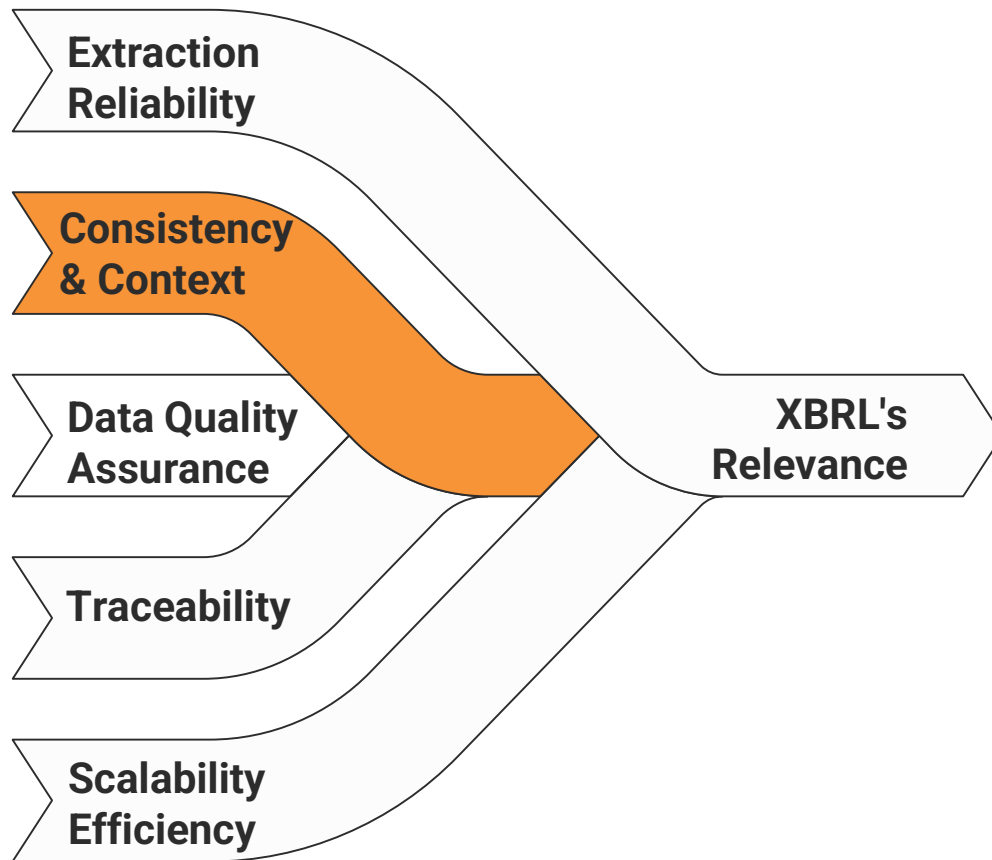 Extraction
Reliability
Consistency
& Context
Data Quality
Assurance
Traceability
Scalability
Efficiency
XBRL's
Relevance